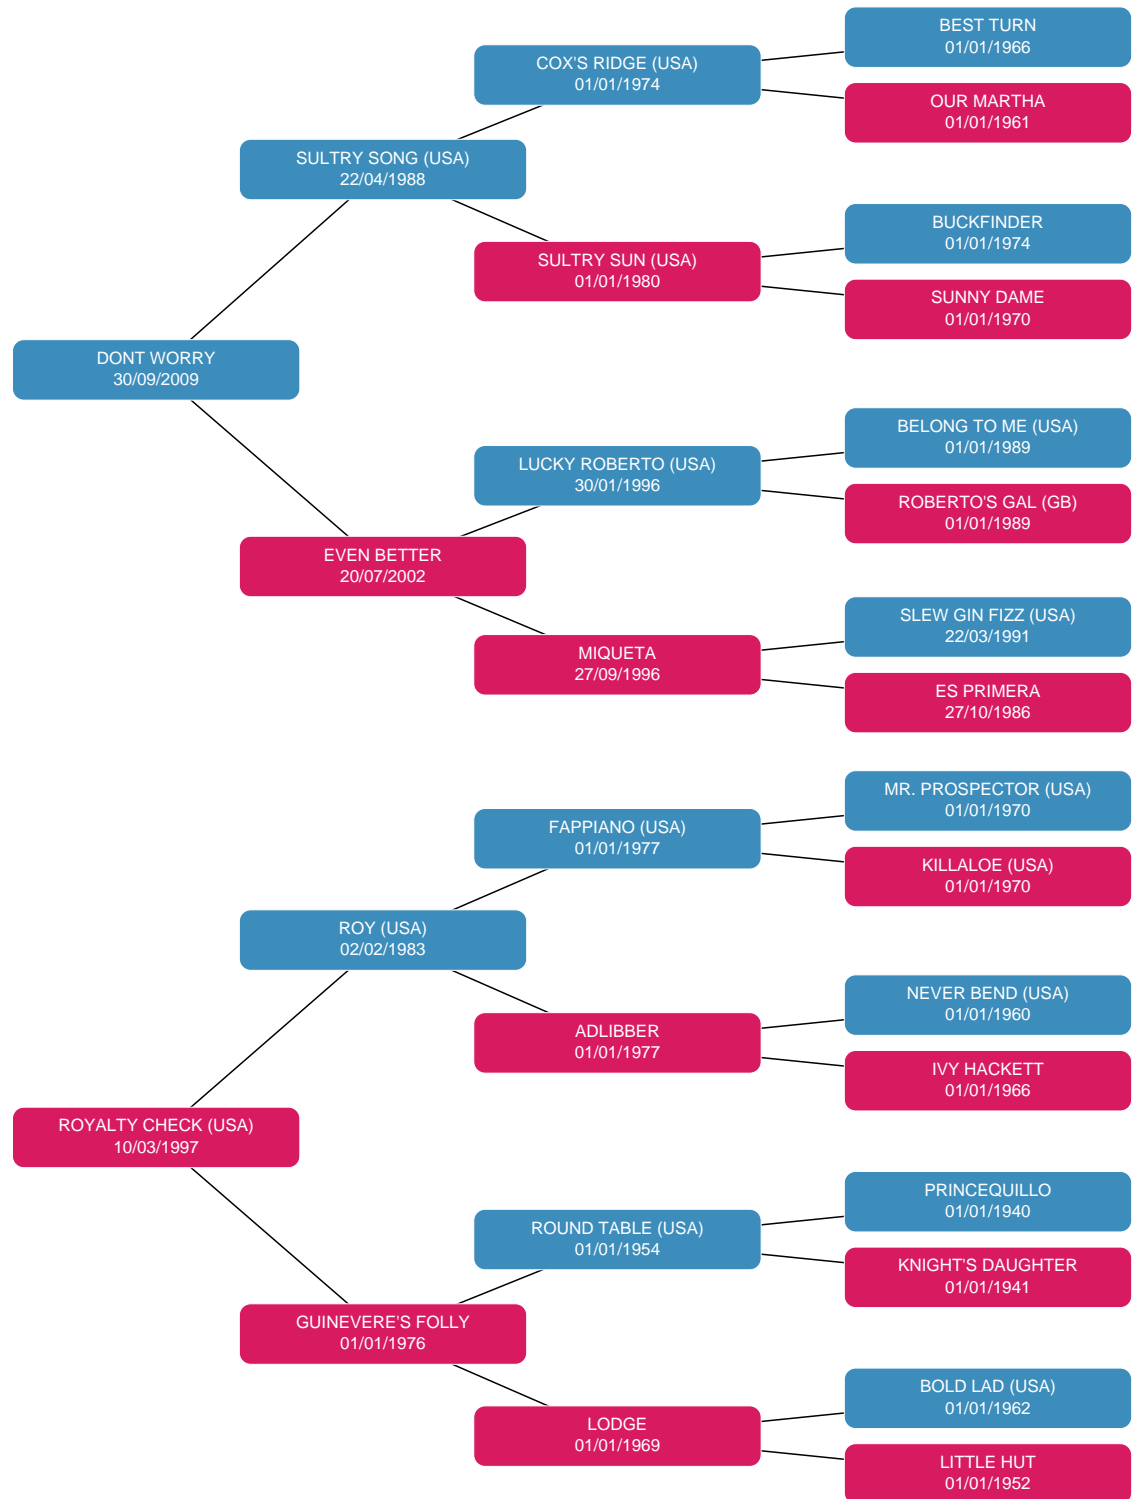 BEST TURN
01/01/1966
COX'S RIDGE (USA)
01/01/1974
OUR MARTHA
01/01/1961
SULTRY SONG (USA)
22/04/1988
BUCKFINDER
01/01/1974
SULTRY SUN (USA)
01/01/1980
SUNNY DAME
01/01/1970
DONT WORRY
30/09/2009
BELONG TO ME (USA)
01/01/1989
LUCKY ROBERTO (USA)
30/01/1996
ROBERTO'S GAL (GB)
01/01/1989
EVEN BETTER
20/07/2002
SLEW GIN FIZZ (USA)
22/03/1991
MIQUETA
27/09/1996
ES PRIMERA
27/10/1986
MR. PROSPECTOR (USA)
01/01/1970
FAPPIANO (USA)
01/01/1977
KILLALOE (USA)
01/01/1970
ROY (USA)
02/02/1983
NEVER BEND (USA)
01/01/1960
ADLIBBER
01/01/1977
IVY HACKETT
01/01/1966
ROYALTY CHECK (USA)
10/03/1997
PRINCEQUILLO
01/01/1940
ROUND TABLE (USA)
01/01/1954
KNIGHT'S DAUGHTER
01/01/1941
GUINEVERE'S FOLLY
01/01/1976
BOLD LAD (USA)
01/01/1962
LODGE
01/01/1969
LITTLE HUT
01/01/1952